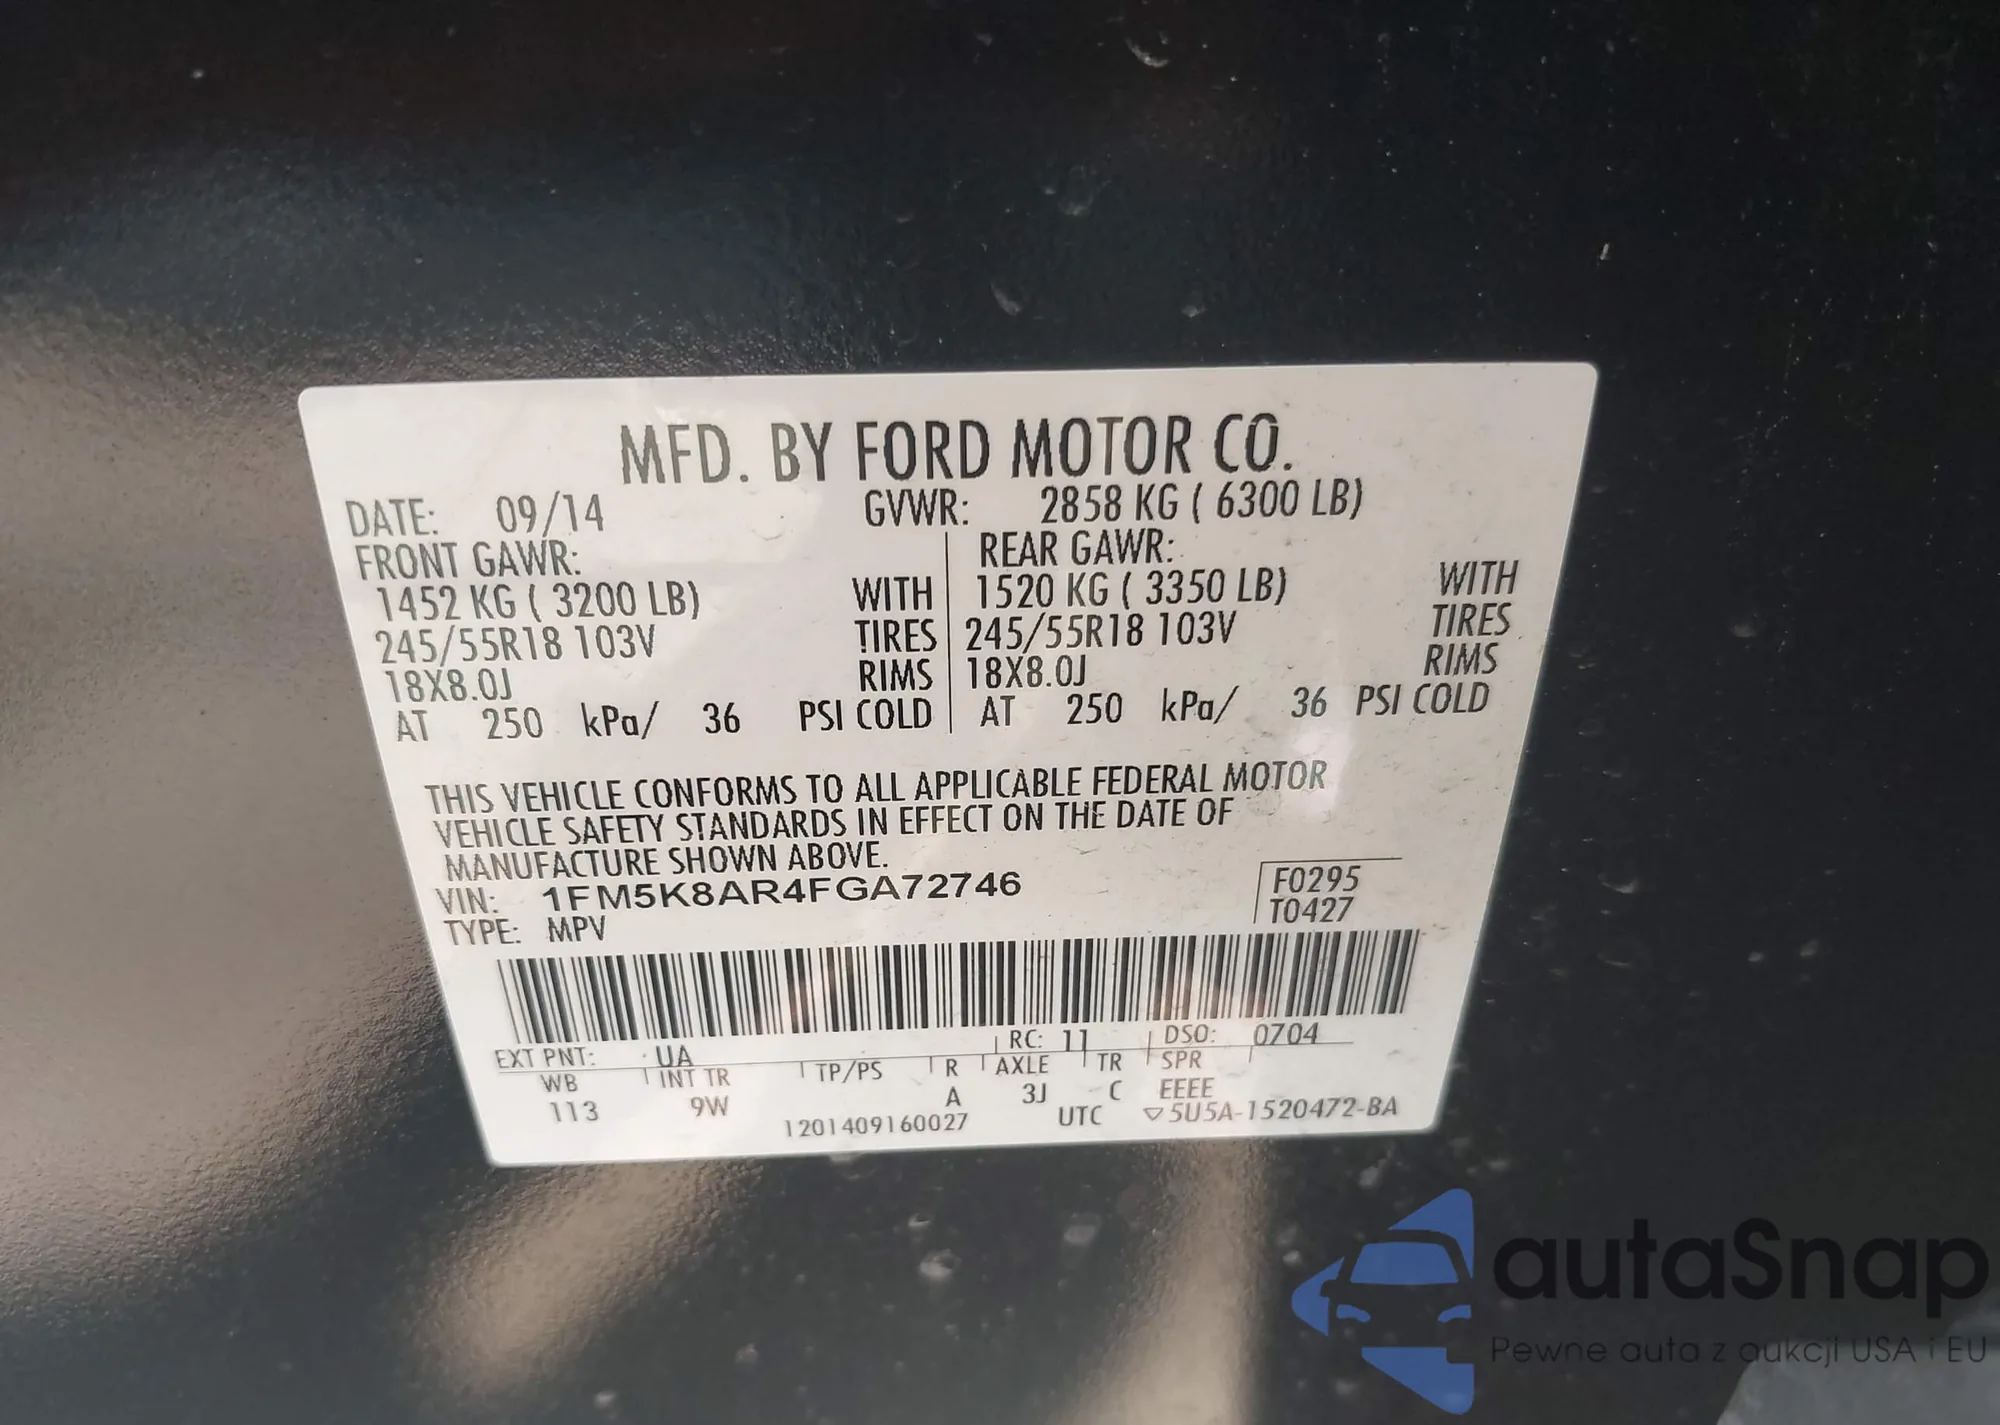 MFD. BY FORD MOTOR CO.
DATE: 09/14 GVWR: 2858 KG ( 6300 LB)
FRONT GAWR: REAR GAWR:
1452 KG ( 3200 LB) WITH 1520 KG ( 3350 LB) WITH
245/55R18 103V TIRES 245/55R18 103V TIRES
18X8.0J RIMS 18X8.0J RIMS
AT 250 kPa/ 36 PSI COLD AT 250 kPa/ 36 PSI COLD
THIS VEHICLE CONFORMS TO ALL APPLICABLE FEDERAL MOTOR
VEHICLE SAFETY STANDARDS IN EFFECT ON THE DATE OF
MANUFACTURE SHOWN ABOVE.
VIN: 1FM5K8AR4FGA72746 F0295
TYPE: MPV T0427
EXT PNT: UA RC: 11 DSO: 0704
WB INT TR TP/PS R AXLE TR SPR
113 9W A 3J C EEEE
1201409160027 UTC ▽5U5A-1520472-BA
autaSnap
Pewne auta z aukcji USA i EU